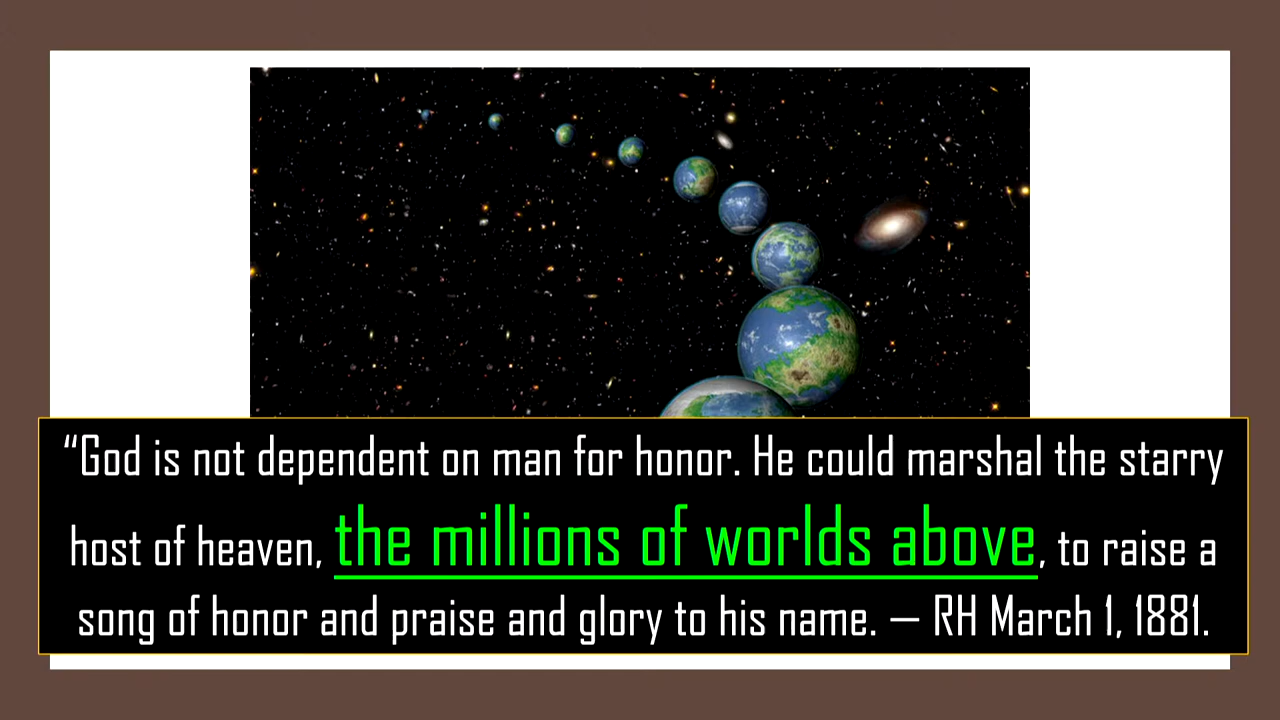 “God is not dependent on man for honor. He could marshal the starry
host of heaven, the millions of worlds above, to raise a
song of honor and praise and glory to his name. – RH March 1, 1881.